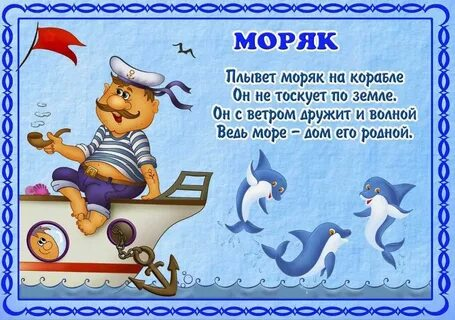 МОРЯК
Плывет моряк на корабле
Он не тоскует по земле.
Он с ветром дружит и волной
Ведь море – дом его родной.